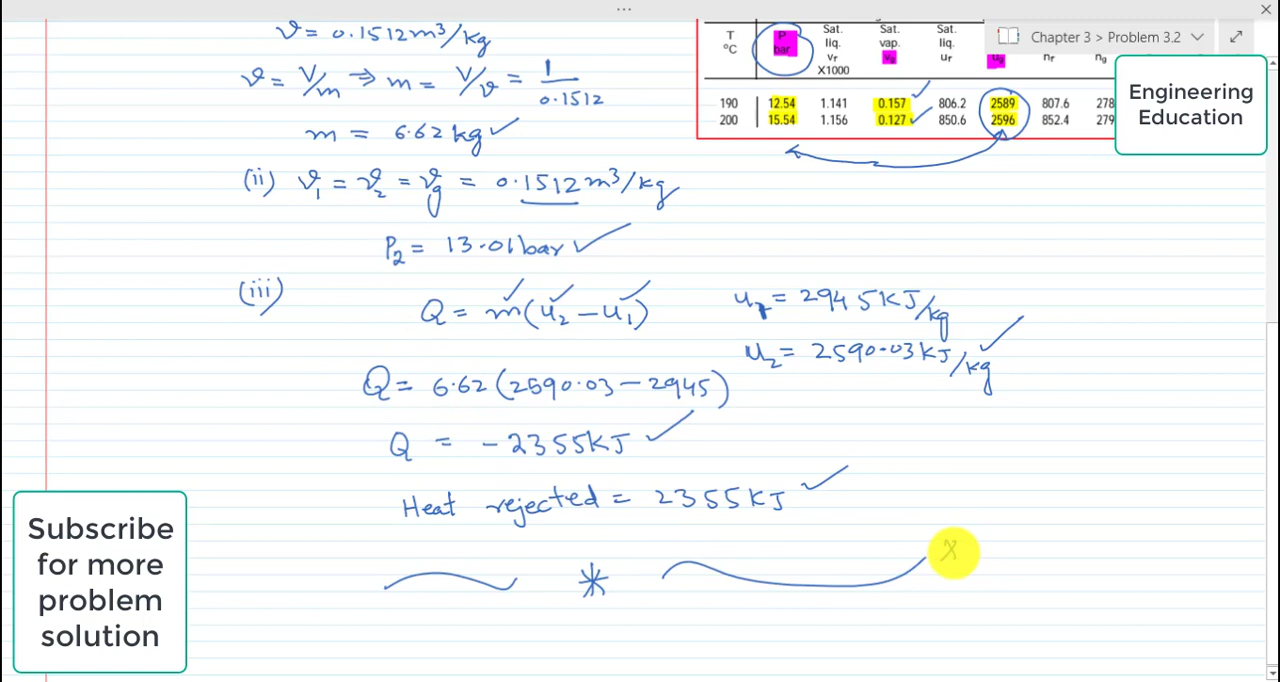 Chapter 3 > Problem 3.2
Engineering
Education
T
°C
P
bar
Sat.
liq.
vf
X1000
Sat.
vap.
vg
Sat.
liq.
uf
ug
hf
hg
190 12.54 1.141 0.157 806.2 2589 807.6 278
200 15.54 1.156 0.127 850.6 2596 852.4 279
v = 0.1512 m³/kg
v = V/m ⇒ m = V/v = 1/0.1512
m = 6.62 kg ✓
(ii) v₁ = v₂ = vg = 0.1512 m³/kg
P₂ = 13.01 bar ✓
(iii)
Q = m(u₂ − u₁)
u₁ = 2945 KJ/kg
u₂ = 2590.03 KJ/kg ✓
Q = 6.62 (2590.03 − 2945)
Q = − 2355 KJ ✓
Heat rejected = 2355 KJ ✓
Subscribe
for more
problem
solution